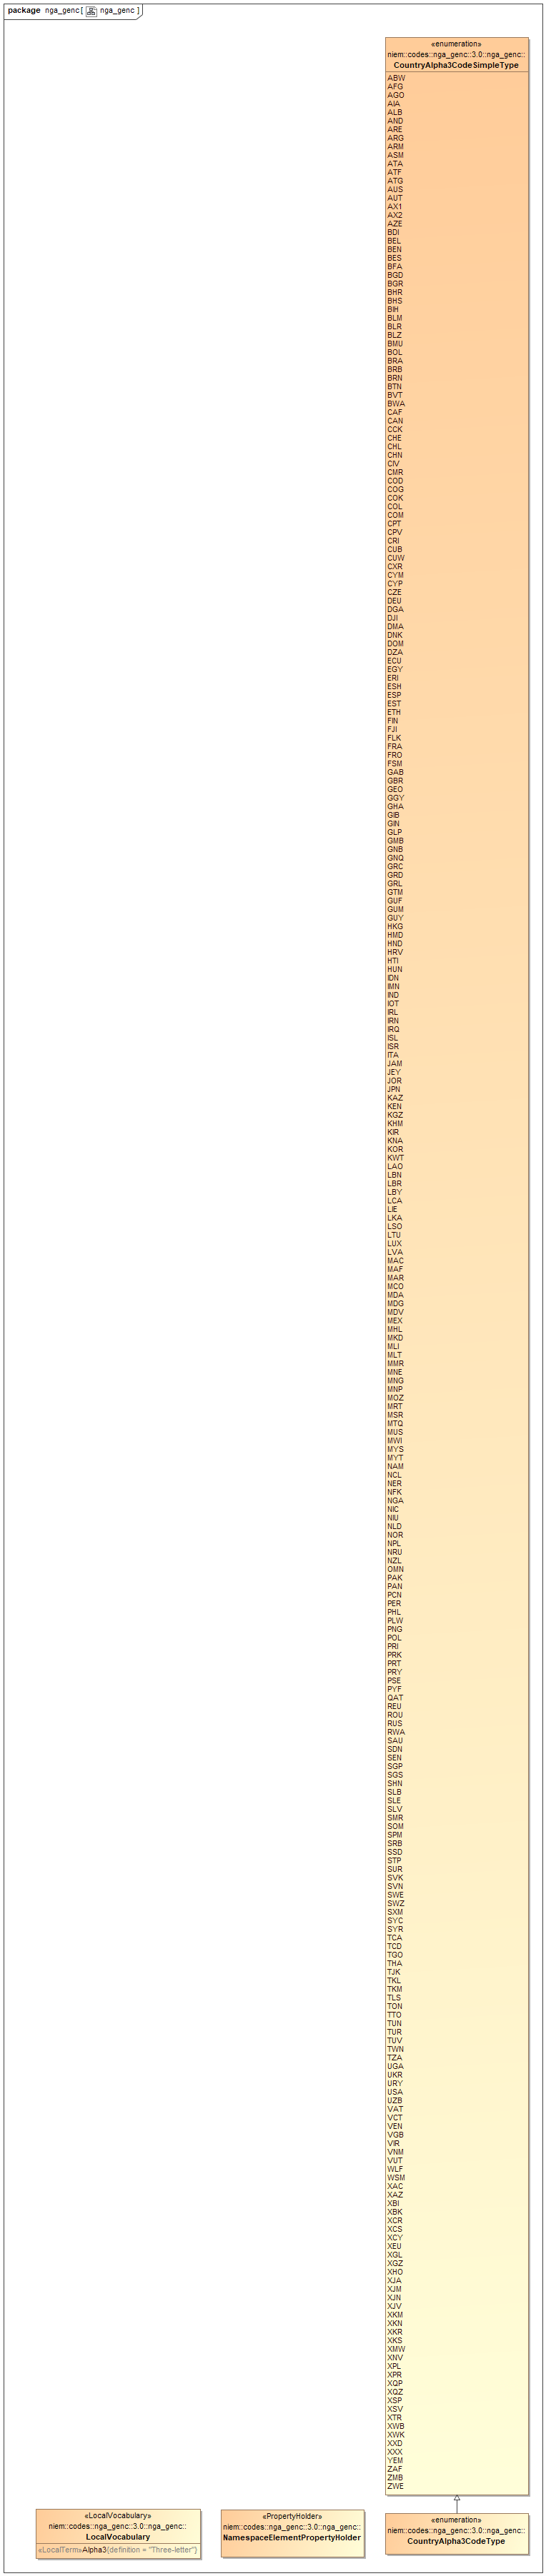 package nga_genc[ nga_genc ]
«enumeration»
niem::codes::nga_genc::3.0::nga_genc::
CountryAlpha3CodeSimpleType
ABW
AFG
AGO
AIA
ALB
AND
ARE
ARG
ARM
ASM
ATA
ATF
ATG
AUS
AUT
AX1
AX2
AZE
BDI
BEL
BEN
BES
BFA
BGD
BGR
BHR
BHS
BIH
BLM
BLR
BLZ
BMU
BOL
BRA
BRB
BRN
BTN
BVT
BWA
CAF
CAN
CCK
CHE
CHL
CHN
CIV
CMR
COD
COG
COK
COL
COM
CPT
CPV
CRI
CUB
CUW
CXR
CYM
CYP
CZE
DEU
DGA
DJI
DMA
DNK
DOM
DZA
ECU
EGY
ERI
ESH
ESP
EST
ETH
FIN
FJI
FLK
FRA
FRO
FSM
GAB
GBR
GEO
GGY
GHA
GIB
GIN
GLP
GMB
GNB
GNQ
GRC
GRD
GRL
GTM
GUF
GUM
GUY
HKG
HMD
HND
HRV
HTI
HUN
IDN
IMN
IND
IOT
IRL
IRN
IRQ
ISL
ISR
ITA
JAM
JEY
JOR
JPN
KAZ
KEN
KGZ
KHM
KIR
KNA
KOR
KWT
LAO
LBN
LBR
LBY
LCA
LIE
LKA
LSO
LTU
LUX
LVA
MAC
MAF
MAR
MCO
MDA
MDG
MDV
MEX
MHL
MKD
MLI
MLT
MMR
MNE
MNG
MNP
MOZ
MRT
MSR
MTQ
MUS
MWI
MYS
MYT
NAM
NCL
NER
NFK
NGA
NIC
NIU
NLD
NOR
NPL
NRU
NZL
OMN
PAK
PAN
PCN
PER
PHL
PLW
PNG
POL
PRI
PRK
PRT
PRY
PSE
PYF
QAT
REU
ROU
RUS
RWA
SAU
SDN
SEN
SGP
SGS
SHN
SLB
SLE
SLV
SMR
SOM
SPM
SRB
SSD
STP
SUR
SVK
SVN
SWE
SWZ
SXM
SYC
SYR
TCA
TCD
TGO
THA
TJK
TKL
TKM
TLS
TON
TTO
TUN
TUR
TUV
TWN
TZA
UGA
UKR
URY
USA
UZB
VAT
VCT
VEN
VGB
VIR
VNM
VUT
WLF
WSM
XAC
XAZ
XBI
XBK
XCR
XCS
XCY
XEU
XGL
XGZ
XHO
XJA
XJM
XJN
XJV
XKM
XKN
XKR
XKS
XMW
XNV
XPL
XPR
XQP
XQZ
XSP
XSV
XTR
XWB
XWK
XXD
XXX
YEM
ZAF
ZMB
ZWE
«LocalVocabulary»
niem::codes::nga_genc::3.0::nga_genc::
LocalVocabulary
«LocalTerm»Alpha3{definition = "Three-letter"}
«PropertyHolder»
niem::codes::nga_genc::3.0::nga_genc::
NamespaceElementPropertyHolder
«enumeration»
niem::codes::nga_genc::3.0::nga_genc::
CountryAlpha3CodeType